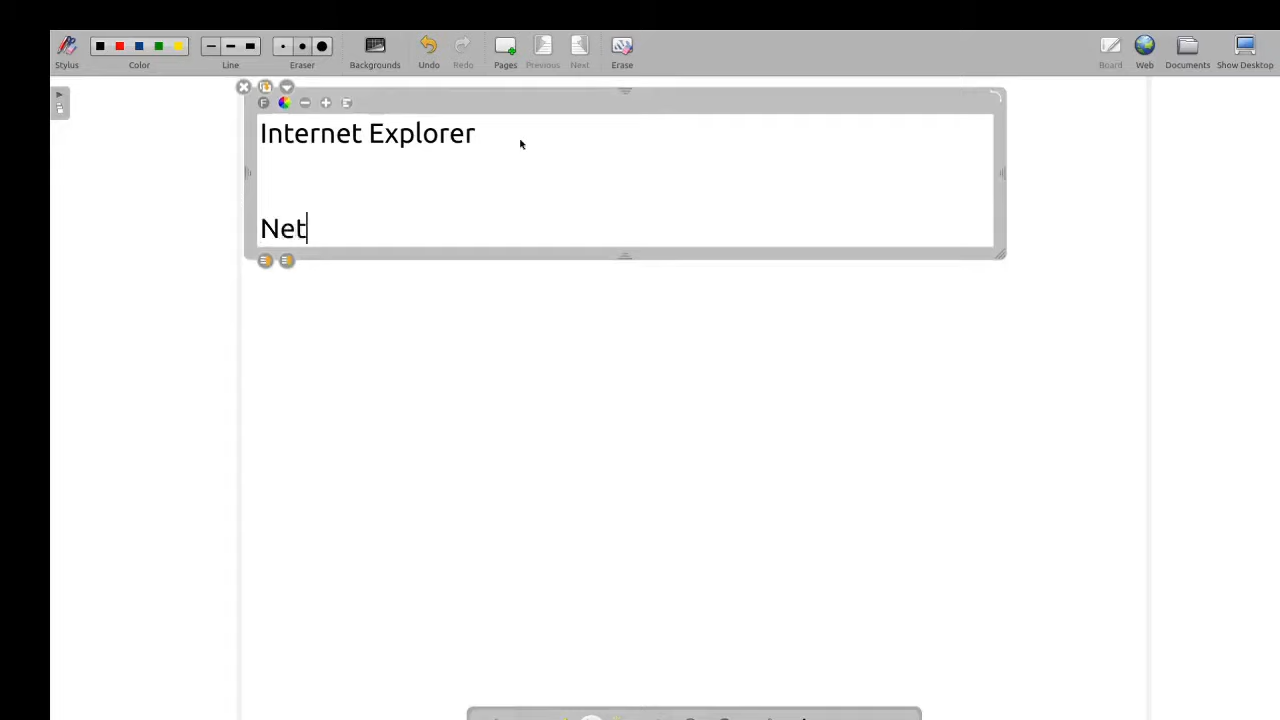 Stylus Color Line Eraser Backgrounds Undo Redo Pages Previous Next Erase Board Web Documents Show Desktop
F
Internet Explorer
Net